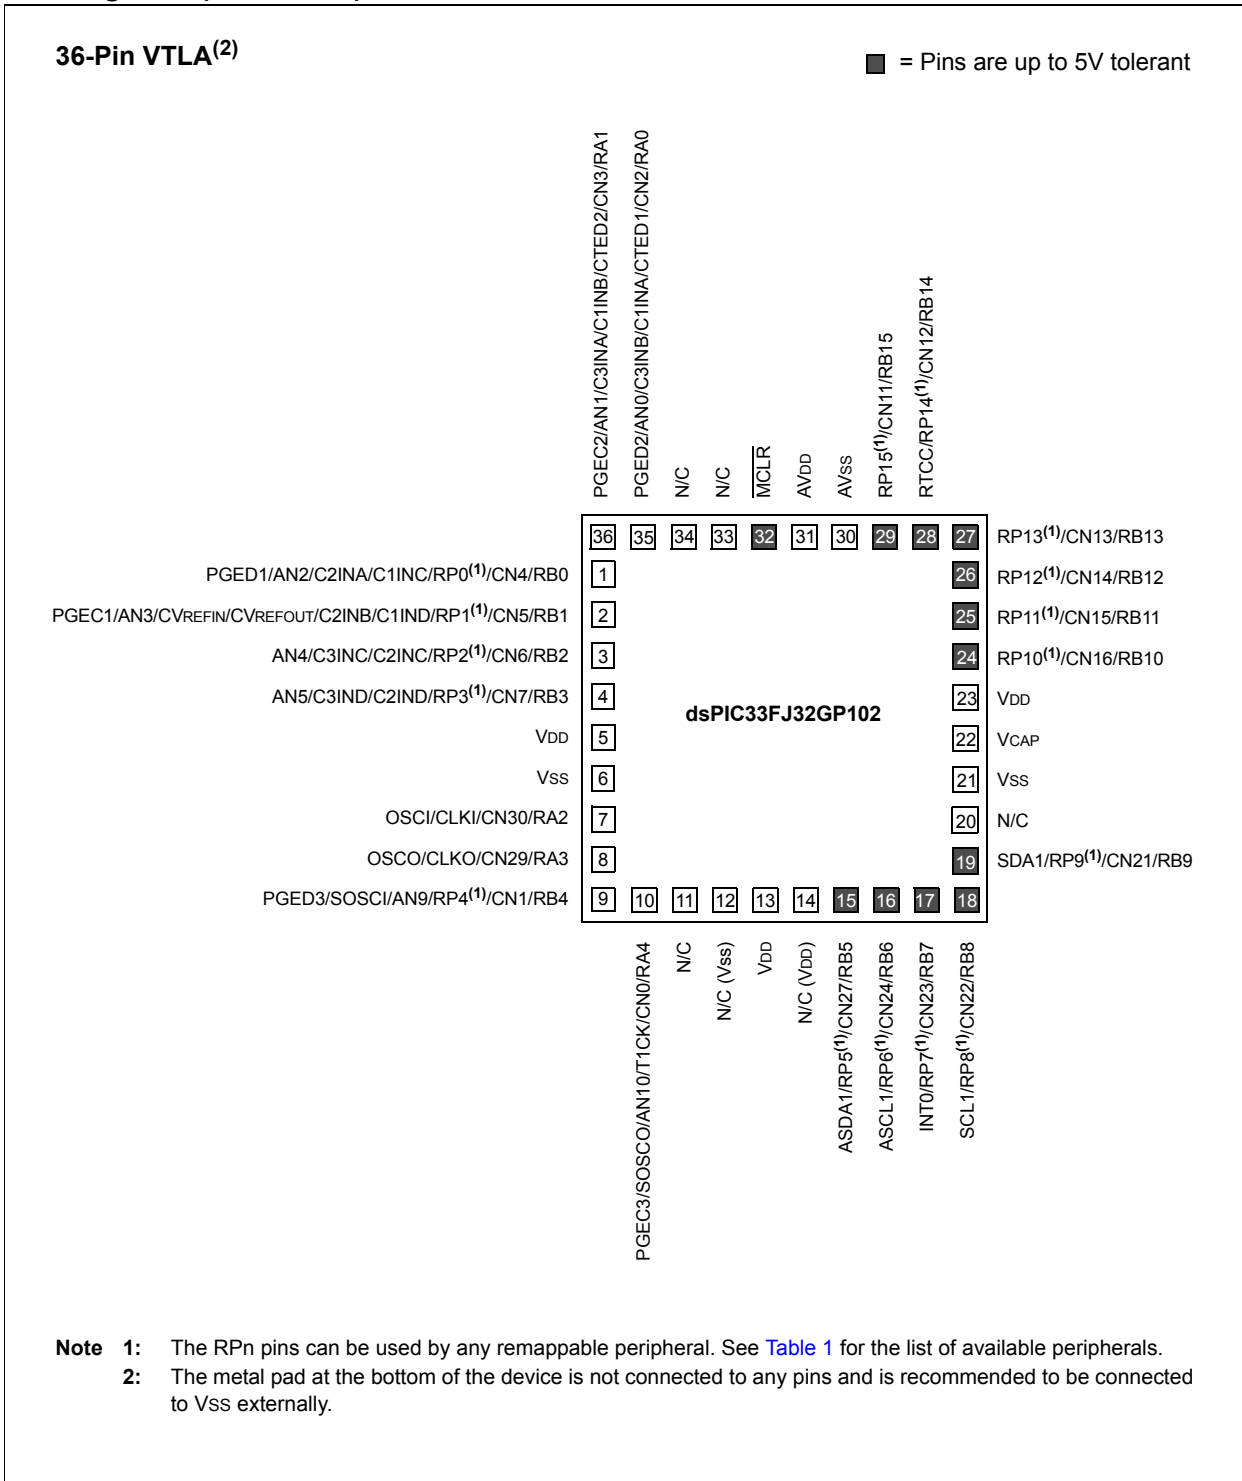 36-Pin VTLA(2)
= Pins are up to 5V tolerant
PGEC2/AN1/C3INA/C1INB/CTED2/CN3/RA1
PGED2/AN0/C3INB/C1INA/CTED1/CN2/RA0
N/C
N/C
MCLR
AVDD
AVSS
RP15(1)/CN11/RB15
RTCC/RP14(1)/CN12/RB14
36 35 34 33 32 31 30 29 28 27 RP13(1)/CN13/RB13
PGED1/AN2/C2INA/C1INC/RP0(1)/CN4/RB0 1 26 RP12(1)/CN14/RB12
PGEC1/AN3/CVREFIN/CVREFOUT/C2INB/C1IND/RP1(1)/CN5/RB1 2 25 RP11(1)/CN15/RB11
AN4/C3INC/C2INC/RP2(1)/CN6/RB2 3 24 RP10(1)/CN16/RB10
AN5/C3IND/C2IND/RP3(1)/CN7/RB3 4 23 VDD
dsPIC33FJ32GP102
VDD 5 22 VCAP
VSS 6 21 VSS
OSCI/CLKI/CN30/RA2 7 20 N/C
OSCO/CLKO/CN29/RA3 8 19 SDA1/RP9(1)/CN21/RB9
PGED3/SOSCI/AN9/RP4(1)/CN1/RB4 9 10 11 12 13 14 15 16 17 18
PGEC3/SOSCO/AN10/T1CK/CN0/RA4
N/C
N/C (Vss)
VDD
N/C (VDD)
ASDA1/RP5(1)/CN27/RB5
ASCL1/RP6(1)/CN24/RB6
INT0/RP7(1)/CN23/RB7
SCL1/RP8(1)/CN22/RB8
Note 1: The RPn pins can be used by any remappable peripheral. See Table 1 for the list of available peripherals.
2: The metal pad at the bottom of the device is not connected to any pins and is recommended to be connected
to VSS externally.